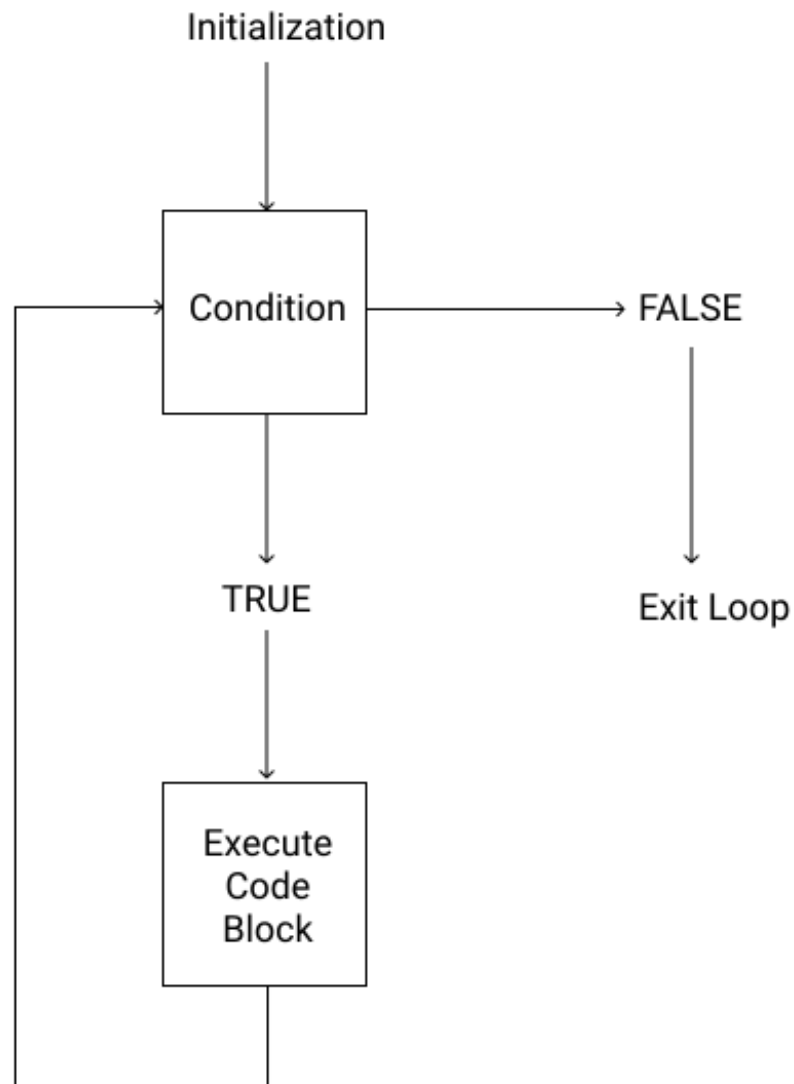 Initialization
Condition
FALSE
TRUE
Exit Loop
Execute
Code
Block